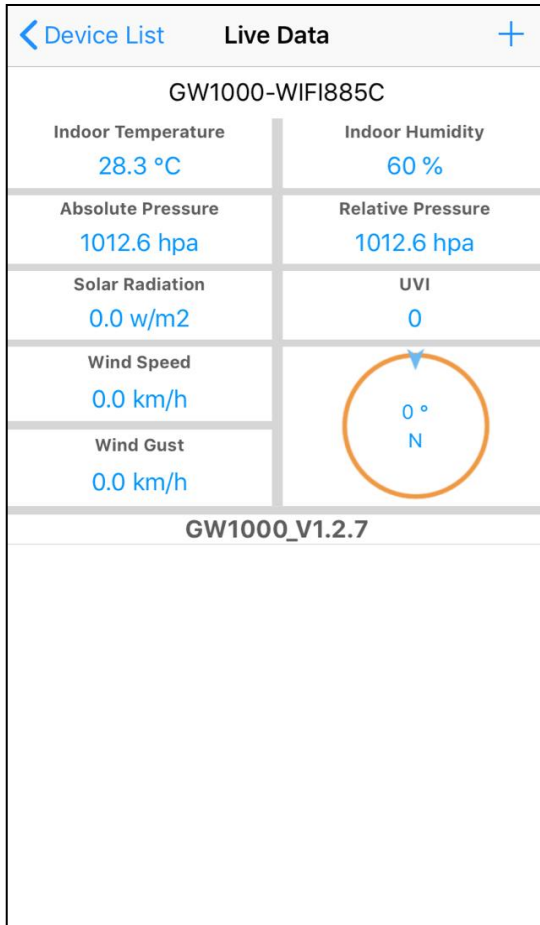 Device List Live Data +
GW1000-WIFI885C
Indoor Temperature Indoor Humidity
28.3 °C 60 %
Absolute Pressure Relative Pressure
1012.6 hpa 1012.6 hpa
Solar Radiation UVI
0.0 w/m2 0
Wind Speed
0.0 km/h
0 °
N
Wind Gust
0.0 km/h
GW1000_V1.2.7